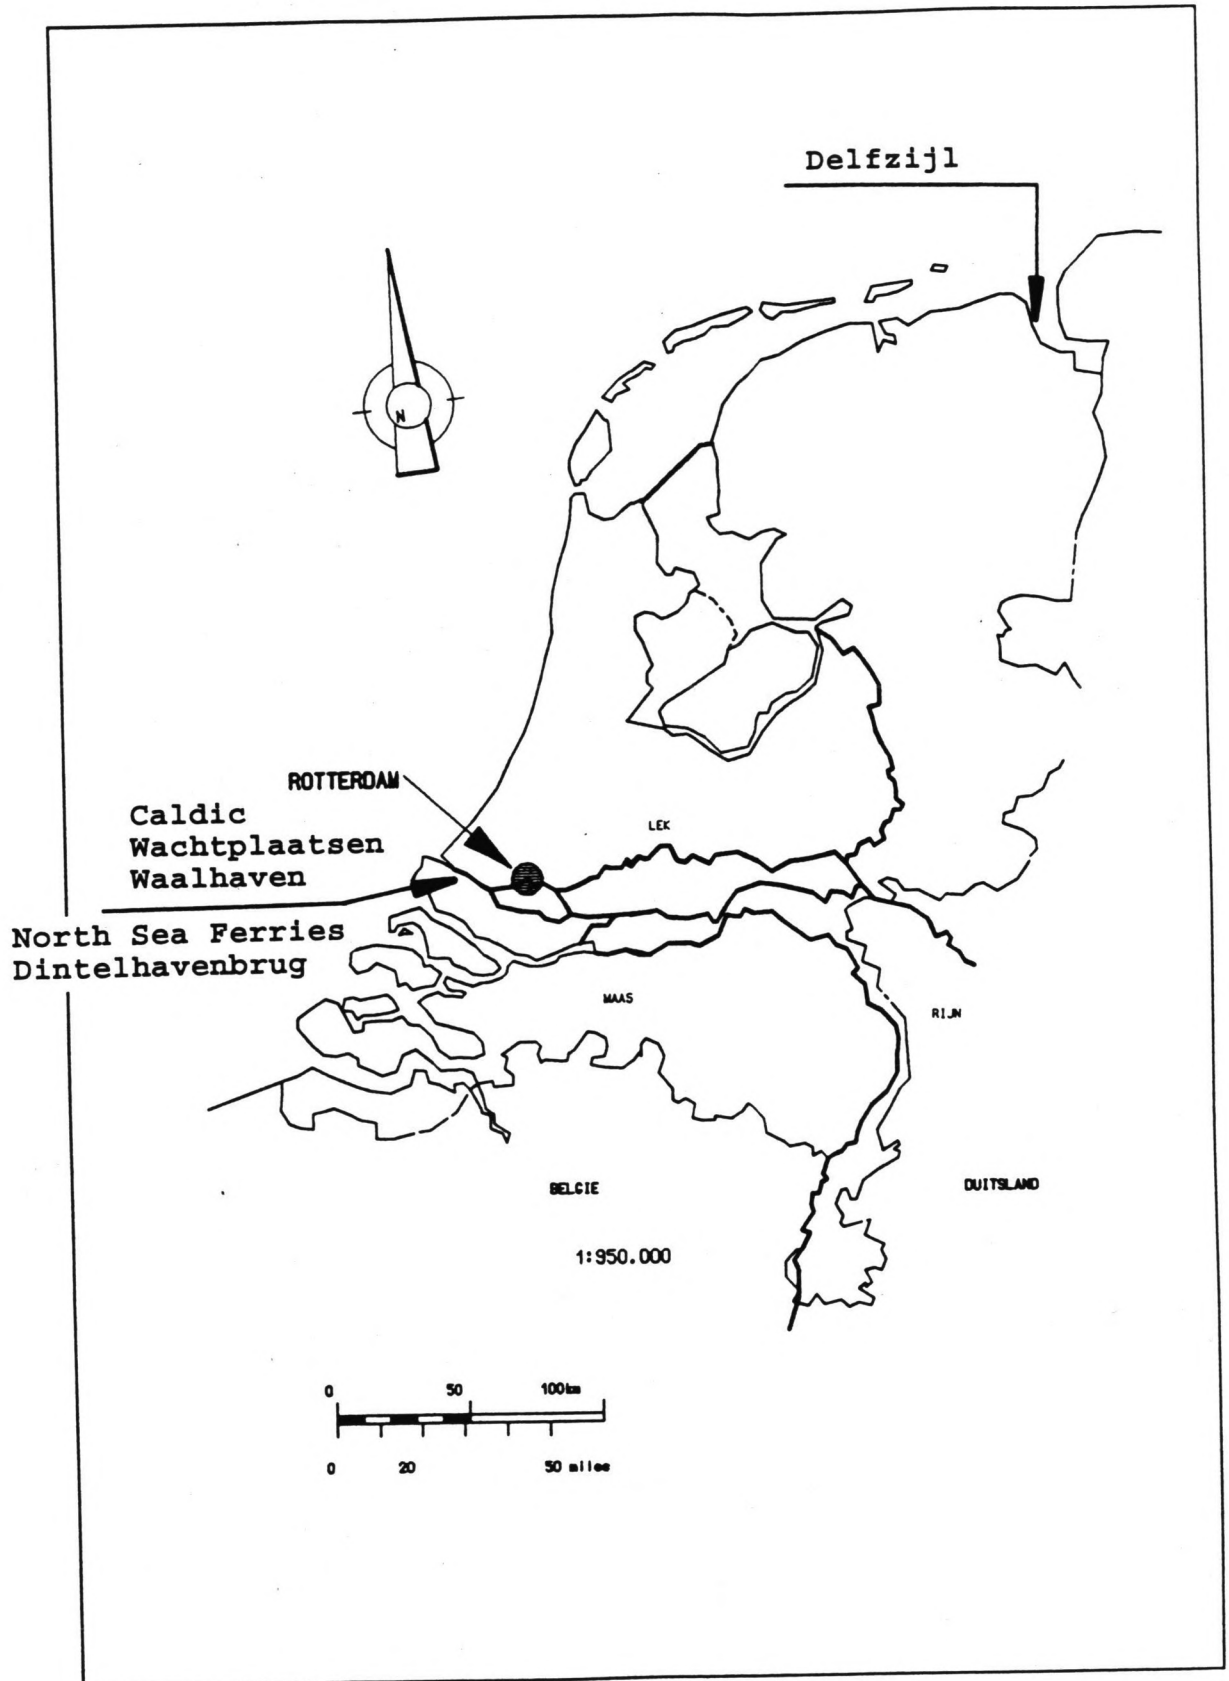 Delfzijl
N
ROTTERDAM
Caldic
Wachtplaatsen
Waalhaven
North Sea Ferries
Dintelhavenbrug
LEK
MAAS
RIJN
BELGIE
DUITSLAND
1:950.000
0 50 100km
0 20 50 miles